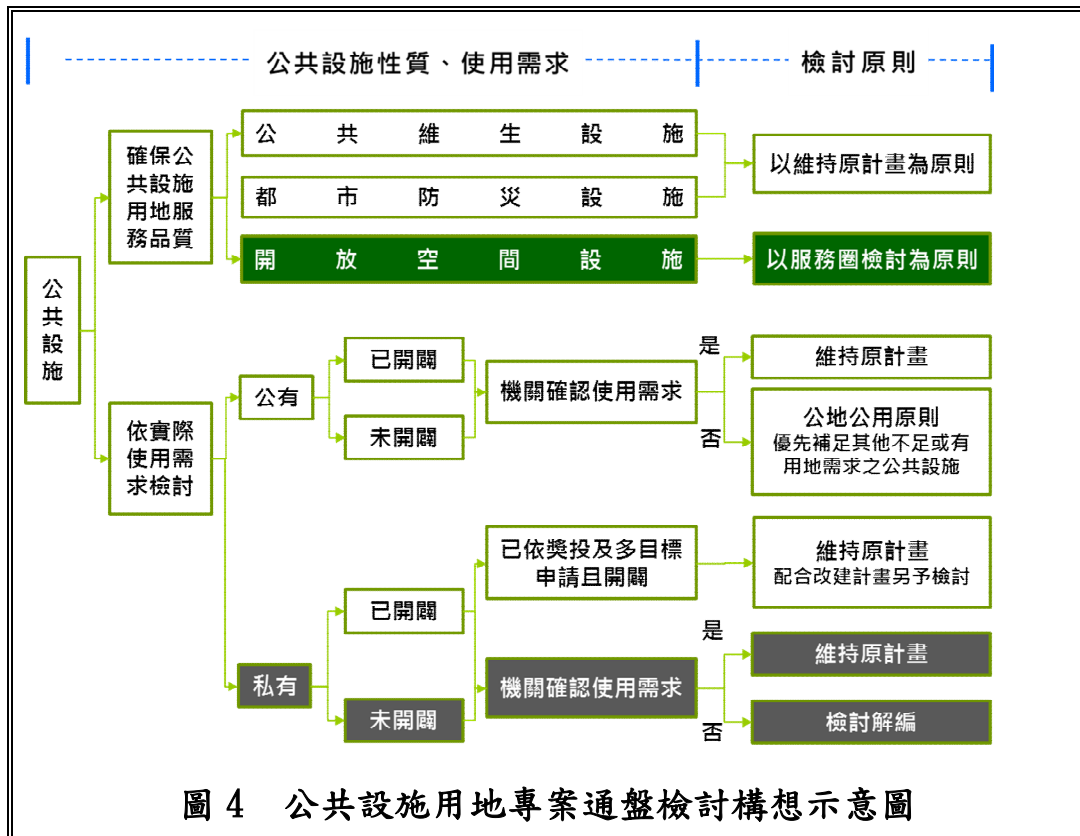 公共設施性質、使用需求
檢討原則
公共設施
確保公
共設施
用地服
務品質
公共維生設施
都市防災設施
以維持原計畫為原則
開放空間設施
以服務圈檢討為原則
依實際
使用需
求檢討
公有
已開闢
未開闢
機關確認使用需求
是
維持原計畫
否
公地公用原則
優先補足其他不足或有
用地需求之公共設施
私有
已開闢
未開闢
已依獎投及多目標
申請且開闢
維持原計畫
配合改建計畫另予檢討
機關確認使用需求
是
維持原計畫
否
檢討解編
圖4 公共設施用地專案通盤檢討構想示意圖